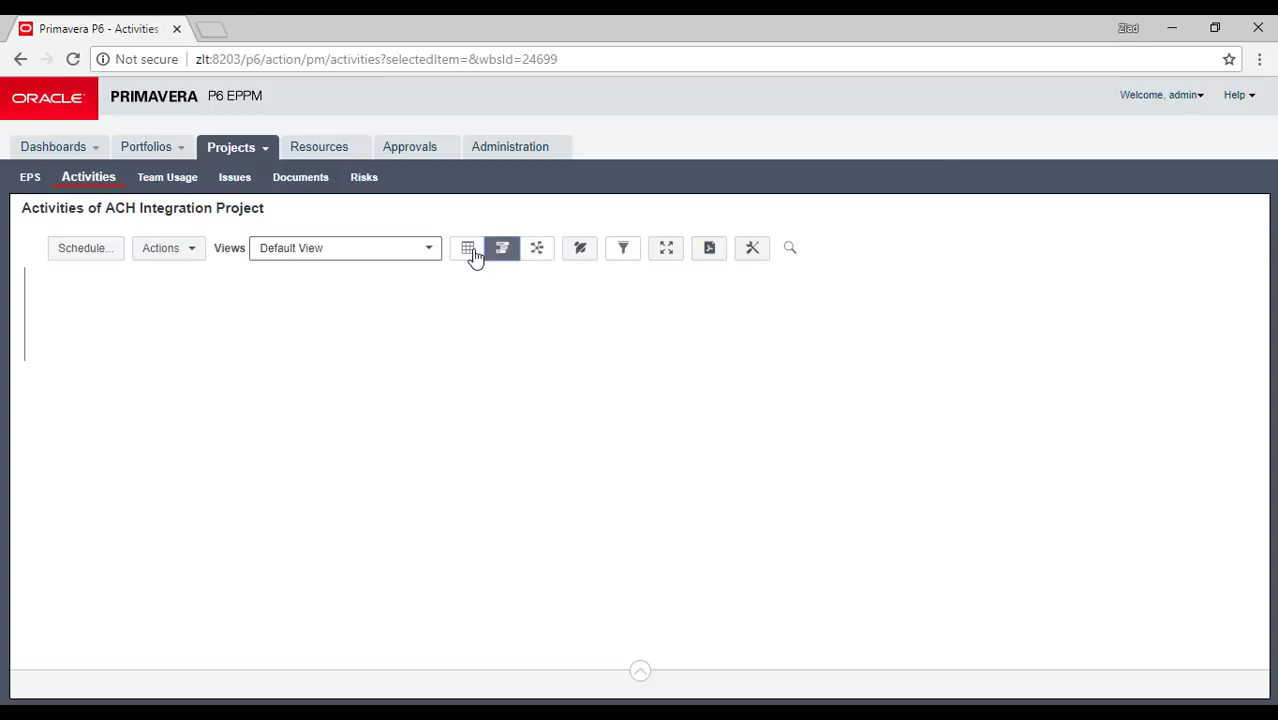 Primavera P6 - Activities
Ziad
Not secure zlt:8203/p6/action/pm/activities?selectedItem=&wbsId=24699
ORACLE PRIMAVERA P6 EPPM Welcome, admin Help
Dashboards Portfolios Projects Resources Approvals Administration
EPS Activities Team Usage Issues Documents Risks
Activities of ACH Integration Project
Schedule... Actions Views Default View